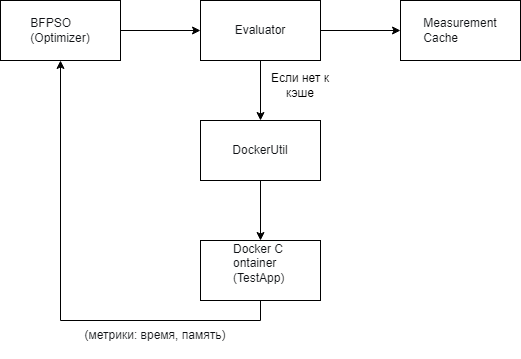 BFPSO
(Optimizer)
Evaluator
Measurement
Cache
Если нет к
кэше
DockerUtil
Docker C
ontainer
(TestApp)
(метрики: время, память)